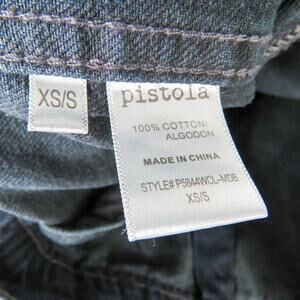 XS/S
pistola
100% COTTON/
ALGODON
MADE IN CHINA
STYLE# P5844WCL-MDB
XS/S